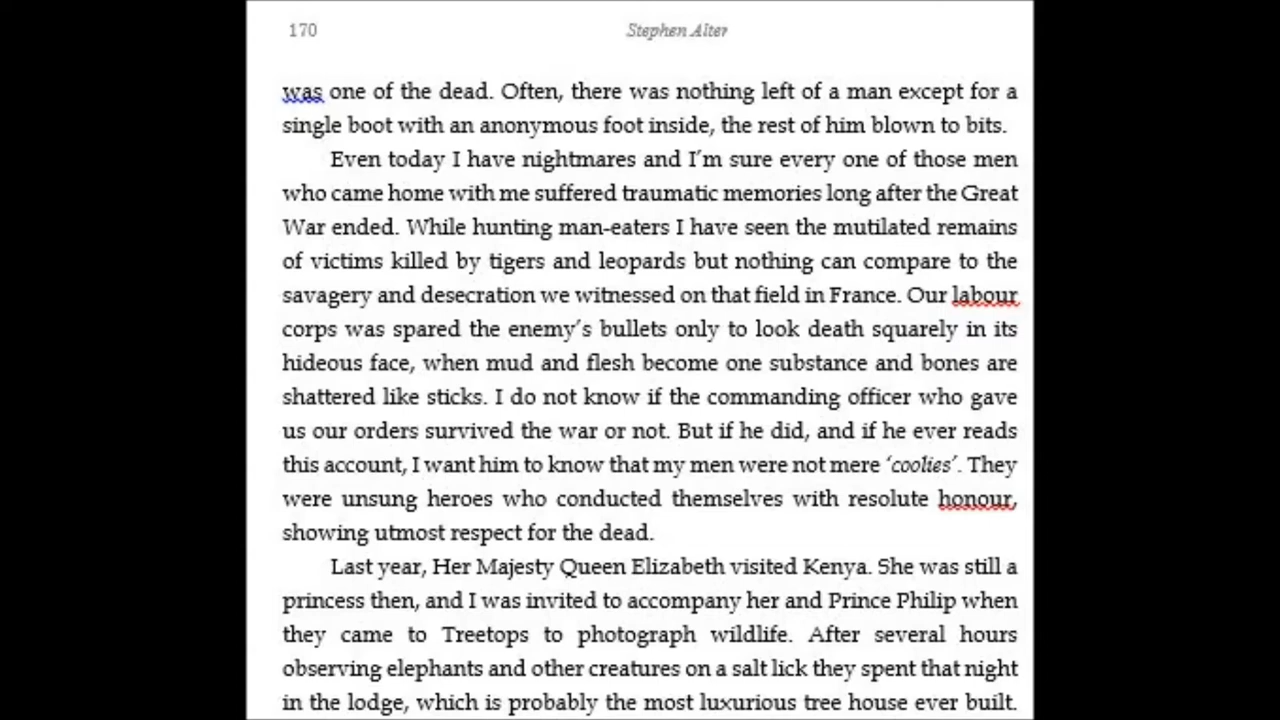 170
Stephen Alter
was one of the dead. Often, there was nothing left of a man except for a
single boot with an anonymous foot inside, the rest of him blown to bits.
Even today I have nightmares and I’m sure every one of those men
who came home with me suffered traumatic memories long after the Great
War ended. While hunting man-eaters I have seen the mutilated remains
of victims killed by tigers and leopards but nothing can compare to the
savagery and desecration we witnessed on that field in France. Our labour
corps was spared the enemy’s bullets only to look death squarely in its
hideous face, when mud and flesh become one substance and bones are
shattered like sticks. I do not know if the commanding officer who gave
us our orders survived the war or not. But if he did, and if he ever reads
this account, I want him to know that my men were not mere ‘coolies’. They
were unsung heroes who conducted themselves with resolute honour,
showing utmost respect for the dead.
Last year, Her Majesty Queen Elizabeth visited Kenya. She was still a
princess then, and I was invited to accompany her and Prince Philip when
they came to Treetops to photograph wildlife. After several hours
observing elephants and other creatures on a salt lick they spent that night
in the lodge, which is probably the most luxurious tree house ever built.